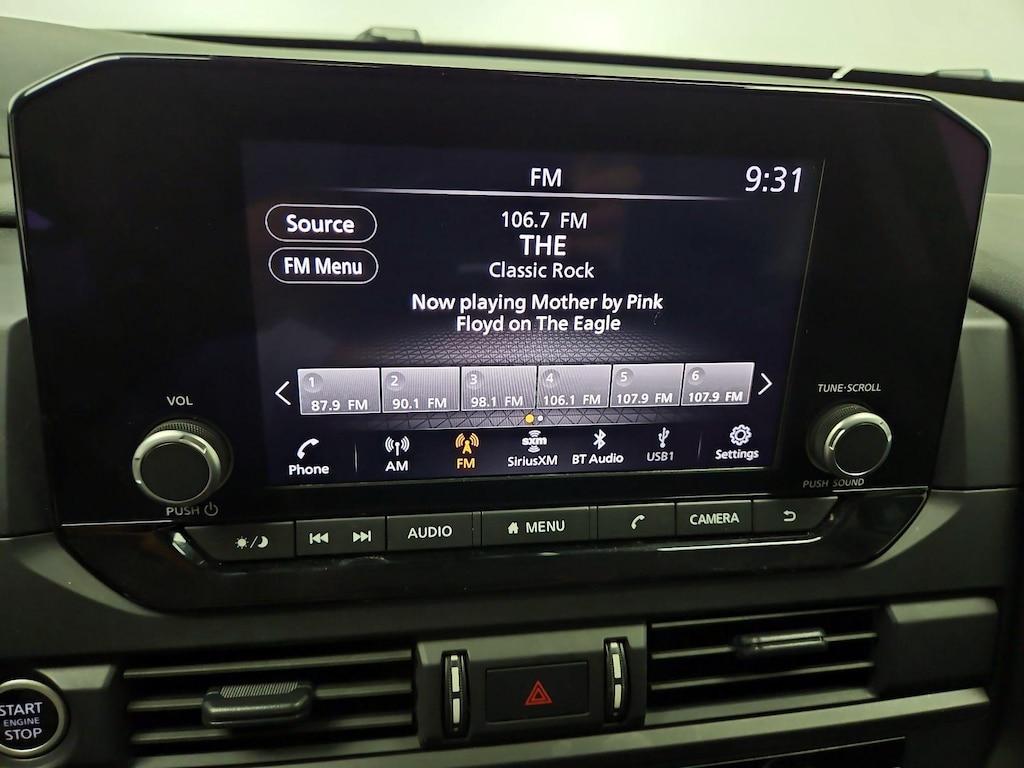 FM
9:31
Source
106.7 FM
THE
FM Menu
Classic Rock
Now playing Mother by Pink
Floyd on The Eagle
1
2
3
4
5
6
87.9 FM
90.1 FM
98.1 FM
106.1 FM
107.9 FM
107.9 FM
VOL
TUNE·SCROLL
Phone
AM
FM
sxm
SiriusXM
BT Audio
USB1
Settings
PUSH
PUSH SOUND
AUDIO
MENU
CAMERA
START
ENGINE
STOP